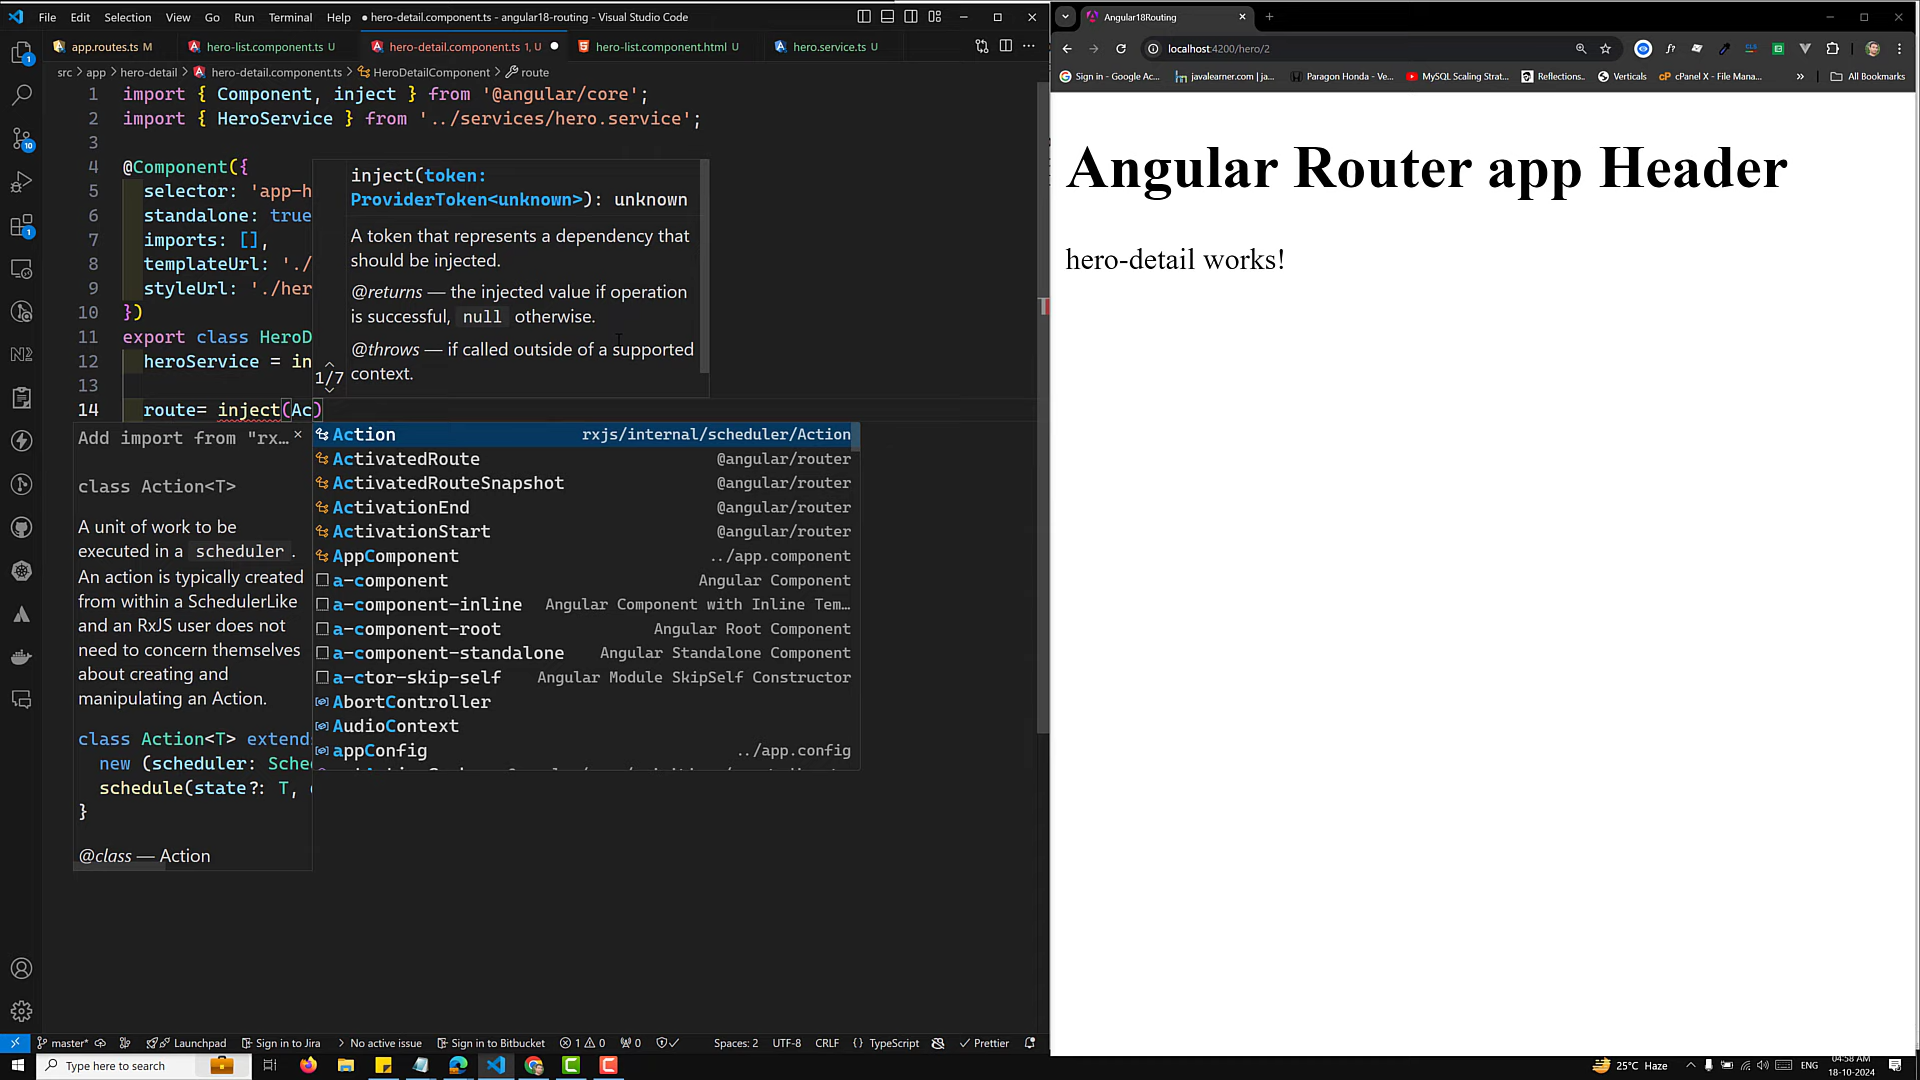 File Edit Selection View Go Run Terminal Help
hero-detail.component.ts - angular18-routing - Visual Studio Code
app.routes.ts M
hero-list.component.ts U
hero-detail.component.ts 1, U
hero-list.component.html U
hero.service.ts U
src > app > hero-detail > hero-detail.component.ts > HeroDetailComponent > route
1 import { Component, inject } from '@angular/core';
2 import { HeroService } from '../services/hero.service';
3
4 @Component({
5 selector: 'app-h
6 standalone: true
7 imports: [],
8 templateUrl: './
9 styleUrl: './her
10 })
11 export class HeroD
12 heroService = in
13
14 route= inject(Ac)
inject(token:
ProviderToken<unknown>): unknown
A token that represents a dependency that
should be injected.
@returns — the injected value if operation
is successful, null otherwise.
@throws — if called outside of a supported
context.
1/7
Add import from "rx…
class Action<T>
A unit of work to be
executed in a scheduler.
An action is typically created
from within a SchedulerLike
and an RxJS user does not
need to concern themselves
about creating and
manipulating an Action.
class Action<T> extend
new (scheduler: Sche
schedule(state?: T,
}
@class — Action
Action rxjs/internal/scheduler/Action
ActivatedRoute @angular/router
ActivatedRouteSnapshot @angular/router
ActivationEnd @angular/router
ActivationStart @angular/router
AppComponent ../app.component
a-component Angular Component
a-component-inline Angular Component with Inline Tem…
a-component-root Angular Root Component
a-component-standalone Angular Standalone Component
a-ctor-skip-self Angular Module SkipSelf Constructor
AbortController
AudioContext
appConfig ../app.config
master* Launchpad Sign in to Jira No active issue Sign in to Bitbucket 1 0 0 Spaces: 2 UTF-8 CRLF TypeScript Prettier
Angular18Routing
localhost:4200/hero/2
Sign in - Google Ac...
javalearner.com | ja...
Paragon Honda - Ve...
MySQL Scaling Strat...
Reflections..
Verticals
cPanel X - File Mana...
All Bookmarks
Angular Router app Header
hero-detail works!
Type here to search
25°C Haze
ENG
04:58 AM
18-10-2024